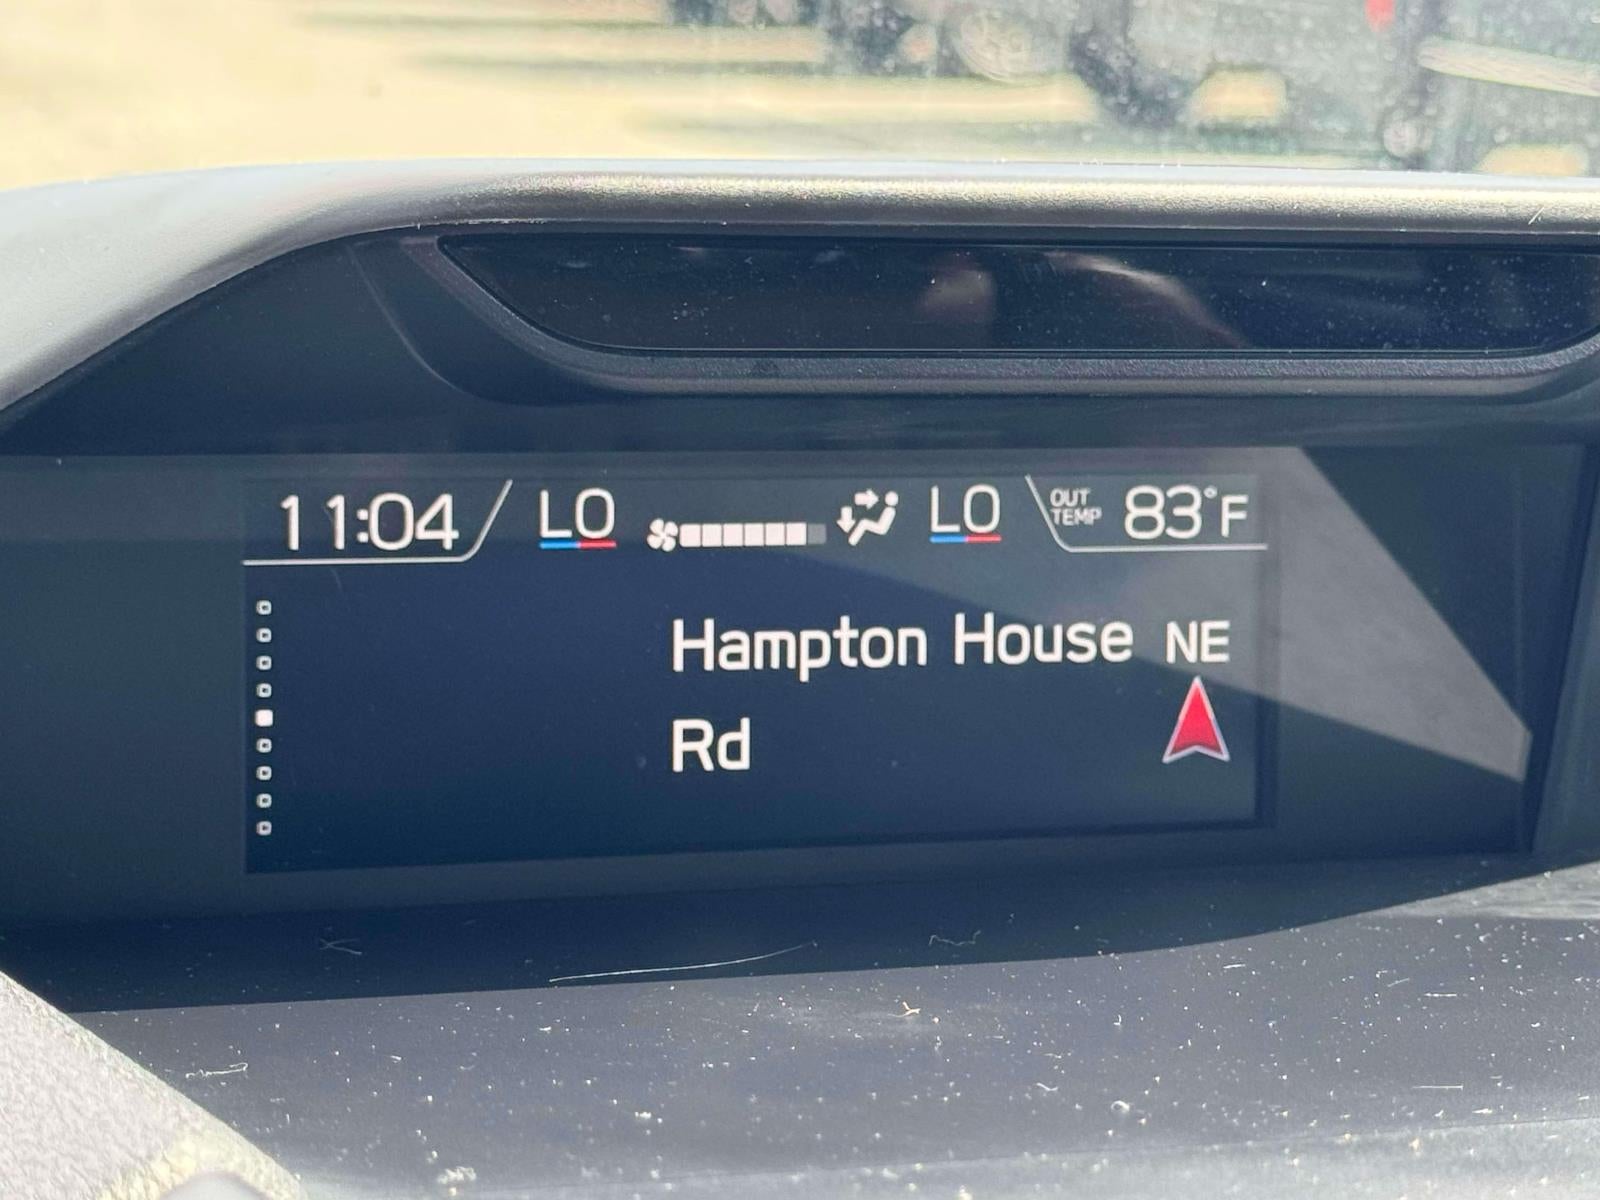 11:04 LO LO OUT TEMP 83°F
Hampton House NE
Rd